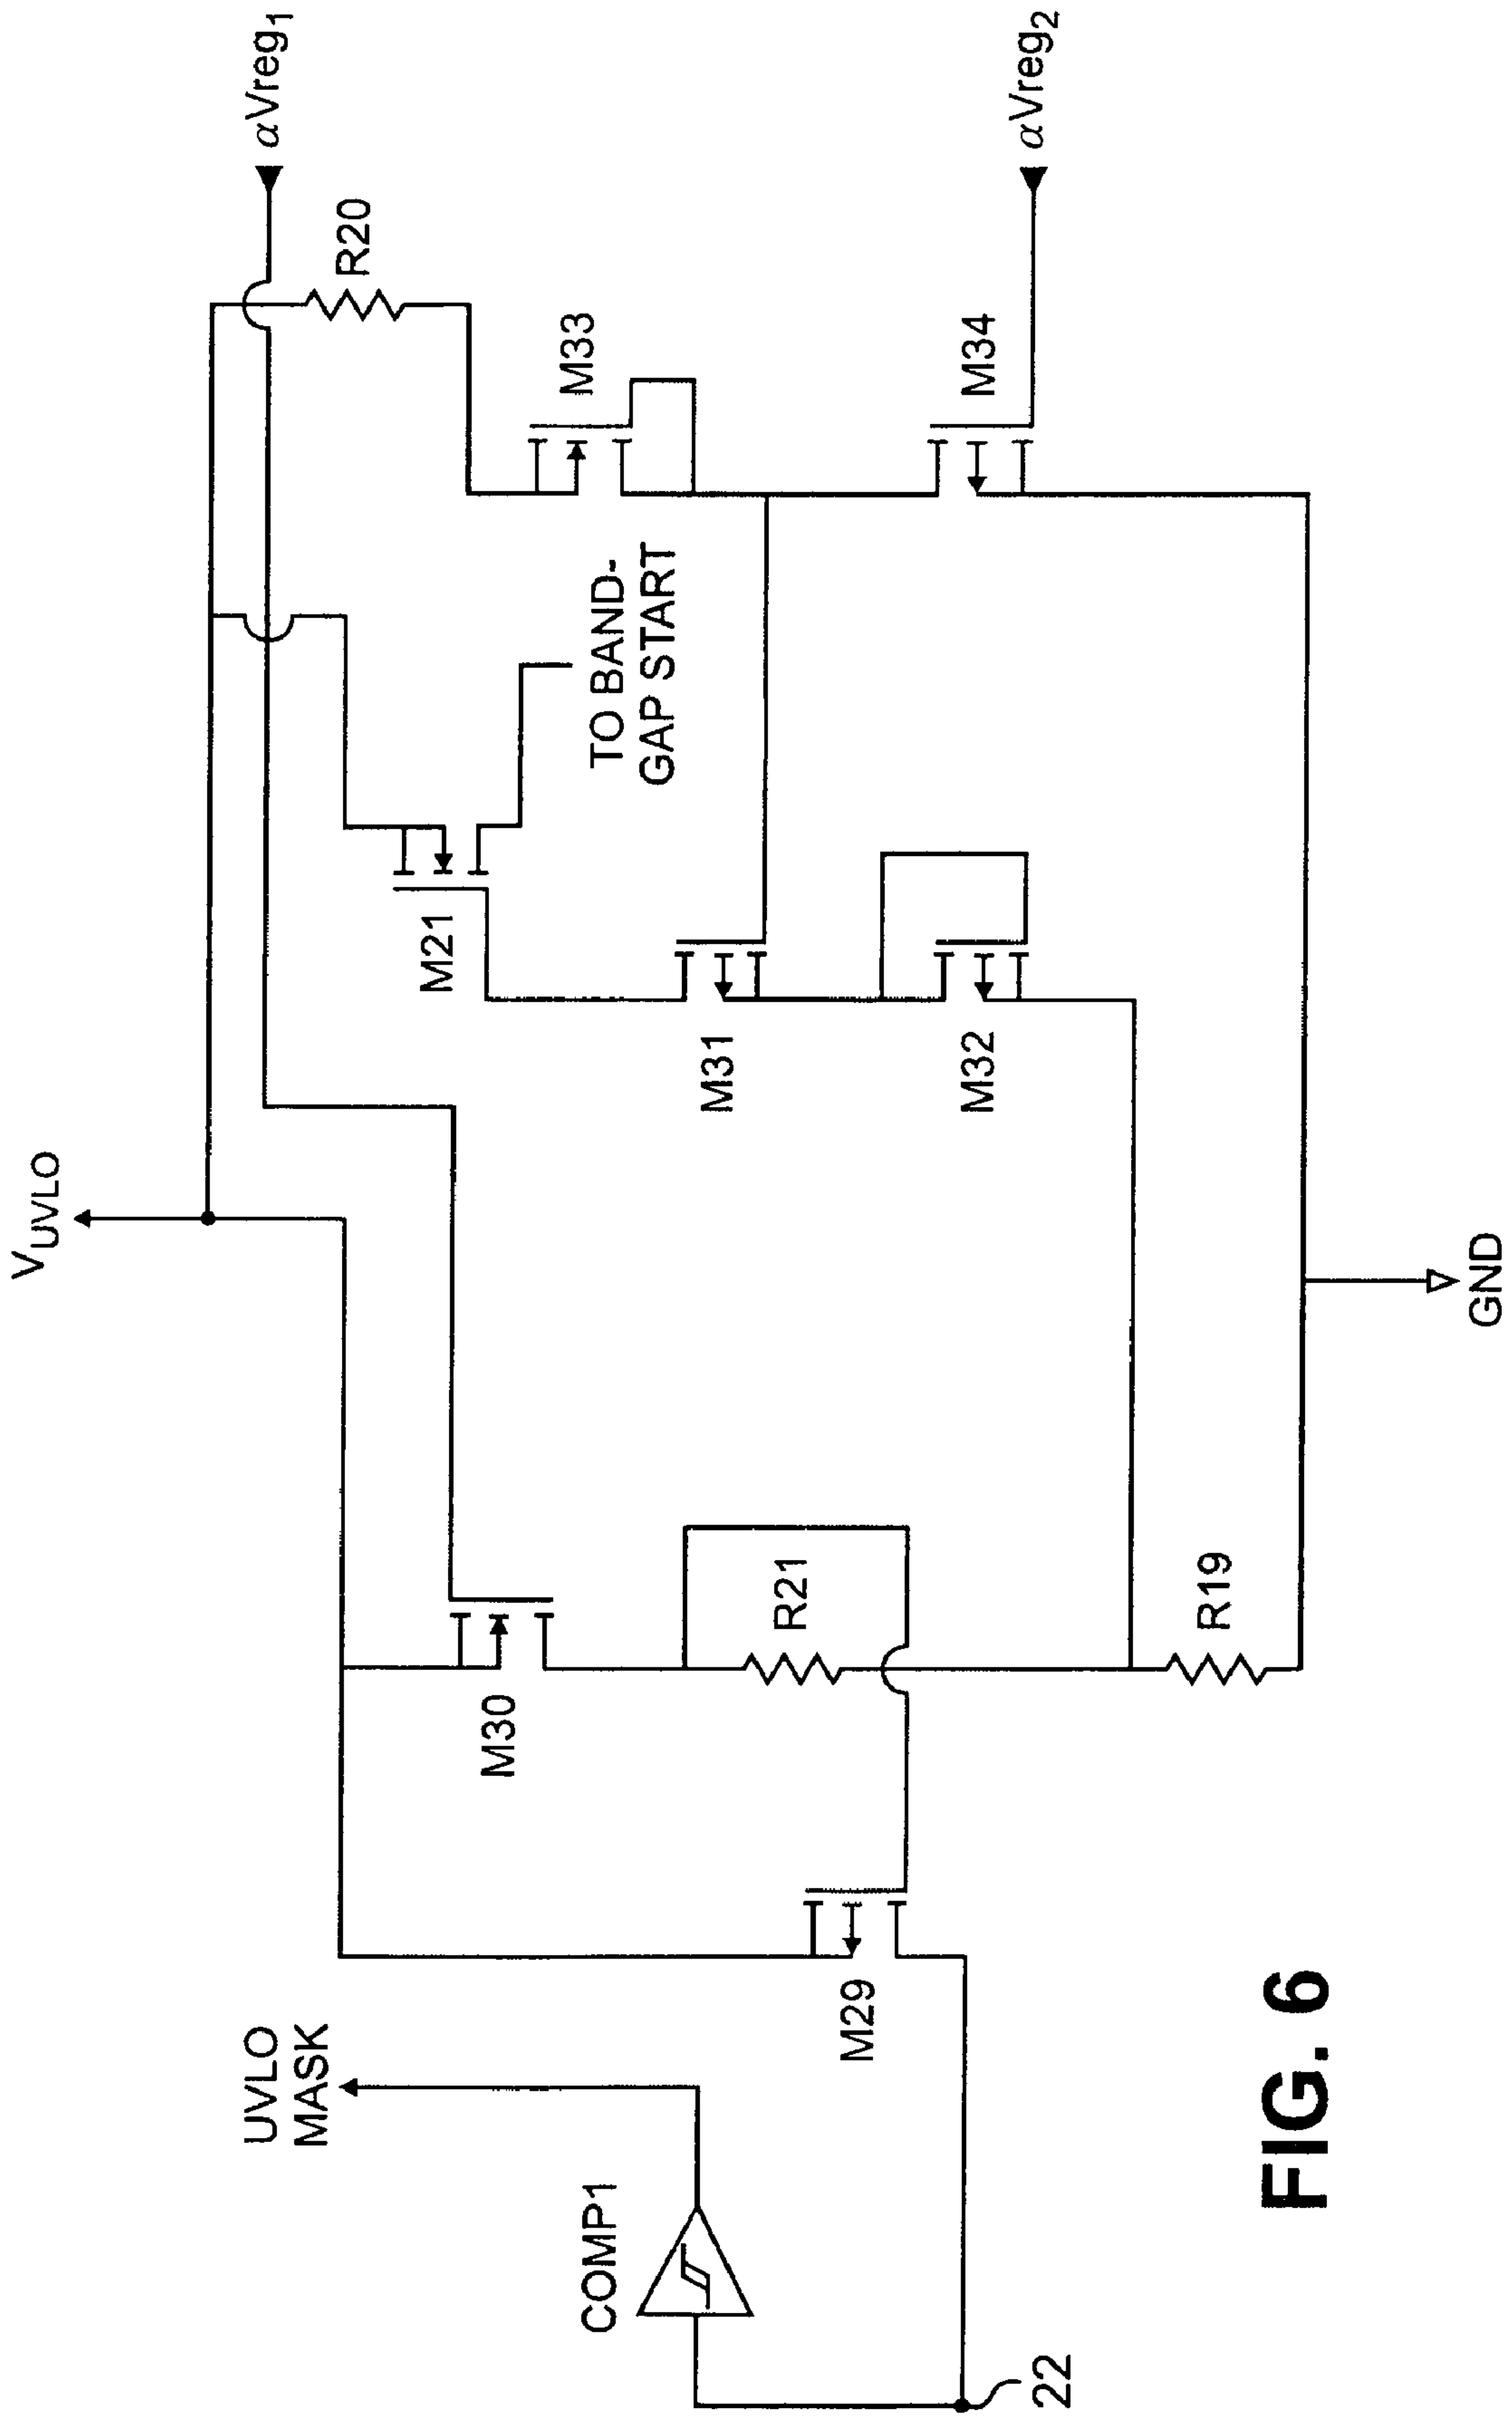 V_UVLO
αVreg₁
R20
UVLO
MASK
M21
TO BAND-
GAP START
M33
M30
COMP1
M31
R21
M29
M32
M34
αVreg₂
22
R19
GND
FIG. 6